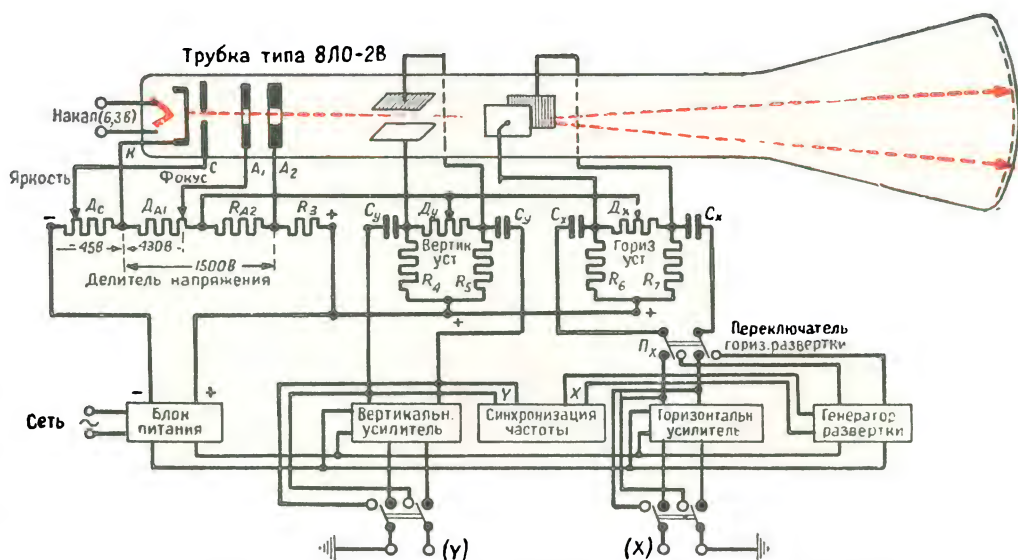 Трубка типа 8ЛО-2В
Накал(6,3в)
К
С
А₁
А₂
Яркость
Фокус
Дс
ДА1
RA2
R3
- +
45В
430В
1500В
Делитель напряжения
Су
Ду
Су
Вертик
уст
R4
R5
+
Сх
Дх
Сх
Гориз
уст
R6
R7
+
Переключатель
гориз.развертки
Пх
- +
Сеть
~
Блок
питания
Вертикальн.
усилитель
Y
X
Синхронизация
частоты
Горизонтальн
усилитель
Генератор
развертки
(Y)
(X)